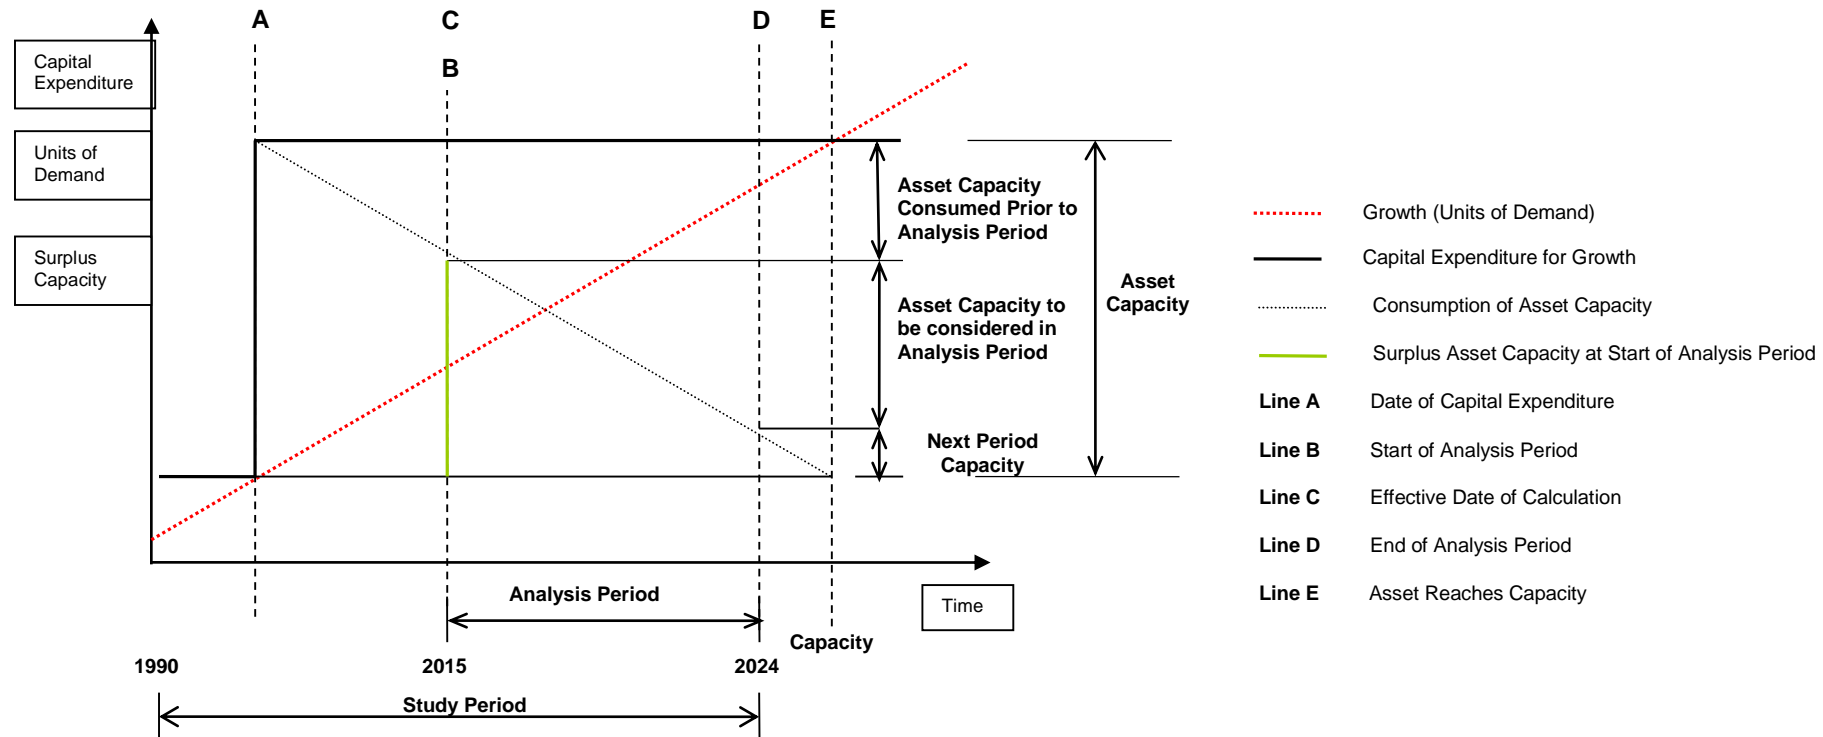 A
C
D
E
B
Capital
Expenditure
Units of
Demand
Surplus
Capacity
Asset Capacity
Consumed Prior to
Analysis Period
Asset Capacity to
be considered in
Analysis Period
Next Period
Capacity
Asset
Capacity
Growth (Units of Demand)
Capital Expenditure for Growth
Consumption of Asset Capacity
Surplus Asset Capacity at Start of Analysis Period
Line A Date of Capital Expenditure
Line B Start of Analysis Period
Line C Effective Date of Calculation
Line D End of Analysis Period
Line E Asset Reaches Capacity
Analysis Period
Time
Capacity
1990
2015
2024
Study Period